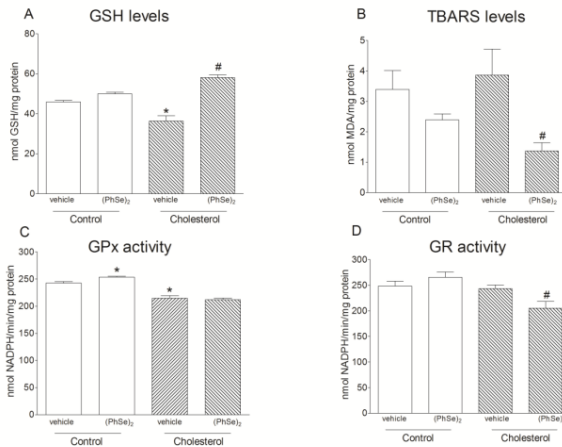 A
GSH levels
nmol GSH/mg protein
80
60
40
20
0
*
#
vehicle (PhSe)₂ vehicle (PhSe)₂
Control Cholesterol
B
TBARS levels
nmol MDA/mg protein
5
4
3
2
1
0
#
vehicle (PhSe)₂ vehicle (PhSe)₂
Control Cholesterol
C
GPx activity
nmol NADPH/min/mg protein
300
250
200
150
100
50
0
*
*
vehicle (PhSe)₂ vehicle (PhSe)₂
Control Cholesterol
D
GR activity
nmol NADPH/min/mg protein
300
250
200
150
100
50
0
#
vehicle (PhSe)₂ vehicle (PhSe)₂
Control Cholesterol